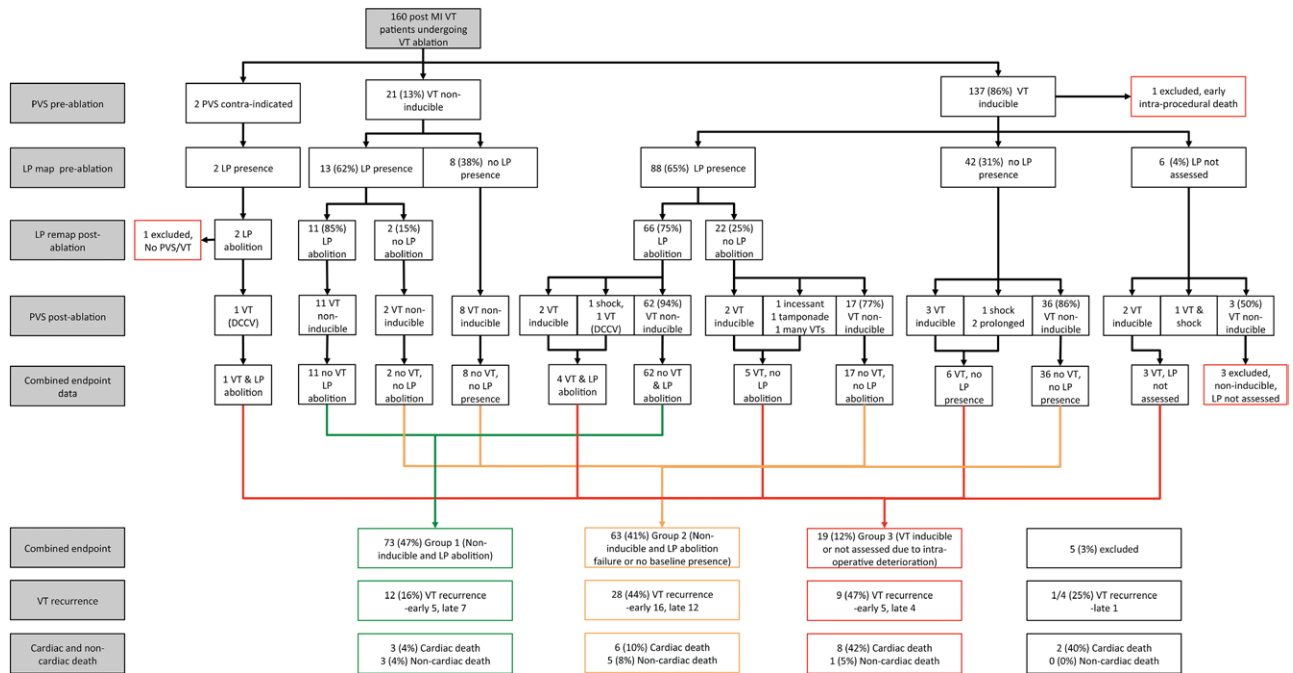 160 post MI VT
patients undergoing
VT ablation
PVS pre-ablation
2 PVS contra-indicated
21 (13%) VT non-
inducible
137 (86%) VT
inducible
1 excluded, early
intra-procedural death
LP map pre-ablation
2 LP presence
13 (62%) LP presence
8 (38%) no LP
presence
88 (65%) LP presence
42 (31%) no LP
presence
6 (4%) LP not
assessed
LP remap post-
ablation
1 excluded,
No PVS/VT
2 LP
abolition
11 (85%)
LP
abolition
2 (15%)
no LP
abolition
66 (75%)
LP
abolition
22 (25%)
no LP
abolition
PVS post-ablation
1 VT
(DCCV)
11 VT
non-
inducible
2 VT non-
inducible
8 VT non-
inducible
2 VT
inducible
1 shock,
1 VT
(DCCV)
62 (94%)
VT non-
inducible
2 VT
inducible
1 incessant
1 tamponade
1 many VTs
17 (77%)
VT non-
inducible
3 VT
inducible
1 shock
2 prolonged
36 (86%)
VT non-
inducible
2 VT
inducible
1 VT &
shock
3 (50%)
VT non-
inducible
Combined endpoint
data
1 VT & LP
abolition
11 no VT
LP
abolition
2 no VT,
no LP
abolition
8 no VT,
no LP
presence
4 VT & LP
abolition
62 no VT
& LP
abolition
5 VT, no
LP
abolition
17 no VT,
no LP
abolition
6 VT, no
LP
presence
36 no VT,
no LP
presence
3 VT, LP
not
assessed
3 excluded,
non-inducible,
LP not assessed
Combined endpoint
73 (47%) Group 1 (Non-
inducible and LP abolition)
63 (41%) Group 2 (Non-
inducible and LP abolition
failure or no baseline presence)
19 (12%) Group 3 (VT inducible
or not assessed due to intra-
operative deterioration)
5 (3%) excluded
VT recurrence
12 (16%) VT recurrence
-early 5, late 7
28 (44%) VT recurrence
-early 16, late 12
9 (47%) VT recurrence
-early 5, late 4
1/4 (25%) VT recurrence
-late 1
Cardiac and non-
cardiac death
3 (4%) Cardiac death
3 (4%) Non-cardiac death
6 (10%) Cardiac death
5 (8%) Non-cardiac death
8 (42%) Cardiac death
1 (5%) Non-cardiac death
2 (40%) Cardiac death
0 (0%) Non-cardiac death